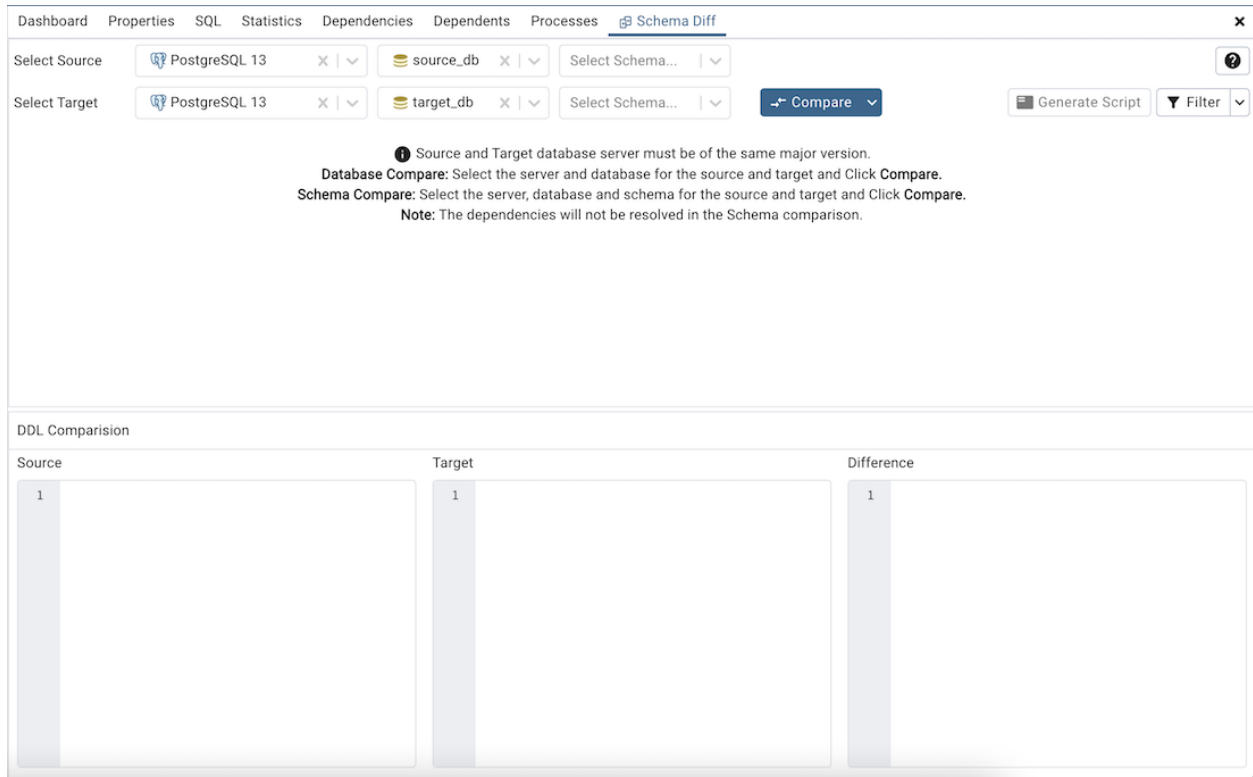 Dashboard Properties SQL Statistics Dependencies Dependents Processes Schema Diff
Select Source PostgreSQL 13 source_db Select Schema...
Select Target PostgreSQL 13 target_db Select Schema... Compare Generate Script Filter
Source and Target database server must be of the same major version.
Database Compare: Select the server and database for the source and target and Click Compare.
Schema Compare: Select the server, database and schema for the source and target and Click Compare.
Note: The dependencies will not be resolved in the Schema comparison.
DDL Comparision
Source Target Difference
1 1 1